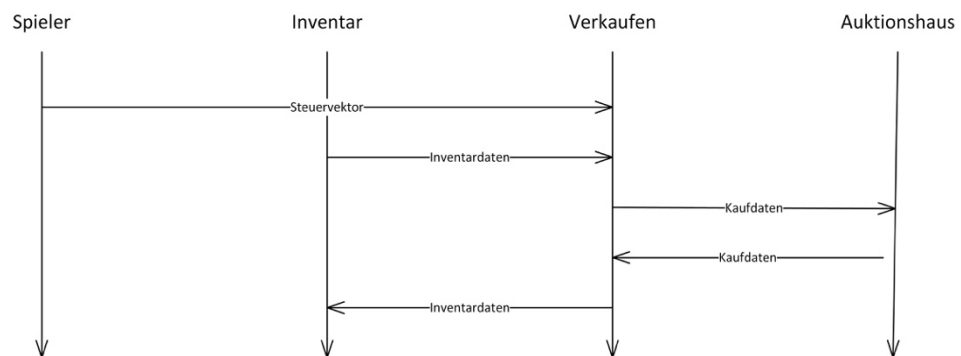 Spieler
Inventar
Verkaufen
Auktionshaus
Steuervektor
Inventardaten
Kaufdaten
Kaufdaten
Inventardaten